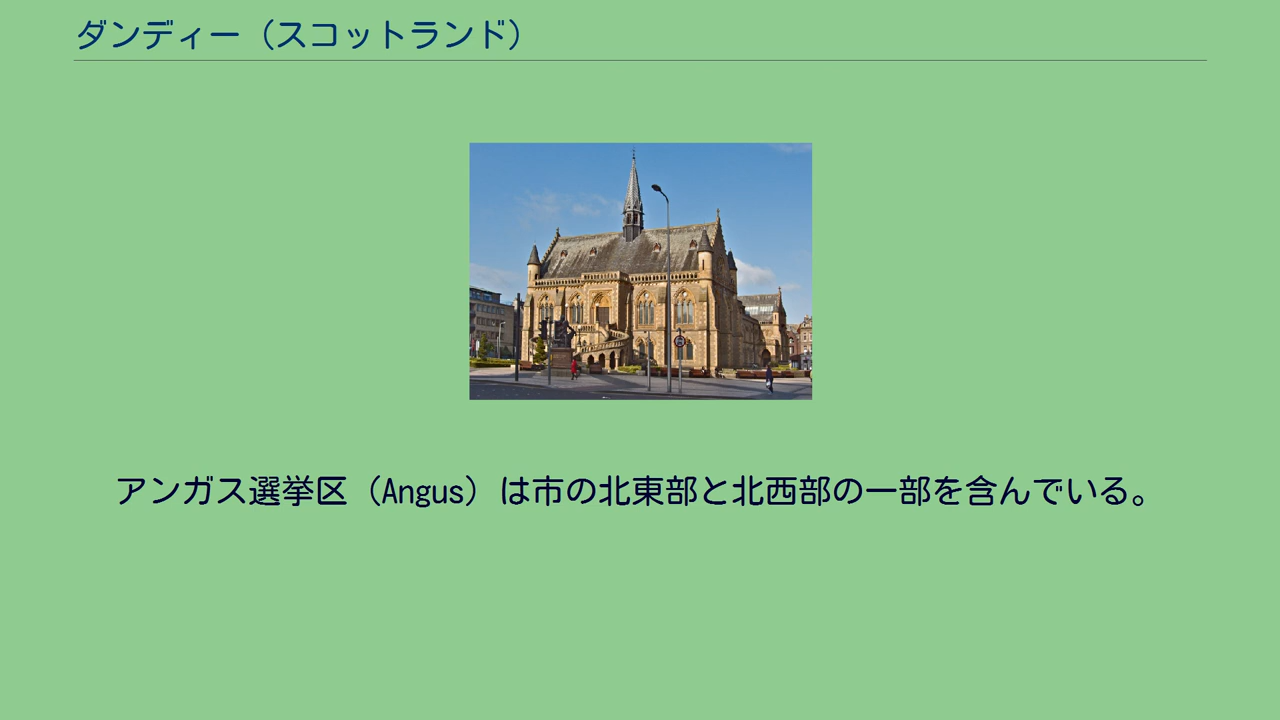 ダンディー（スコットランド）
アンガス選挙区（Angus）は市の北東部と北西部の一部を含んでいる。